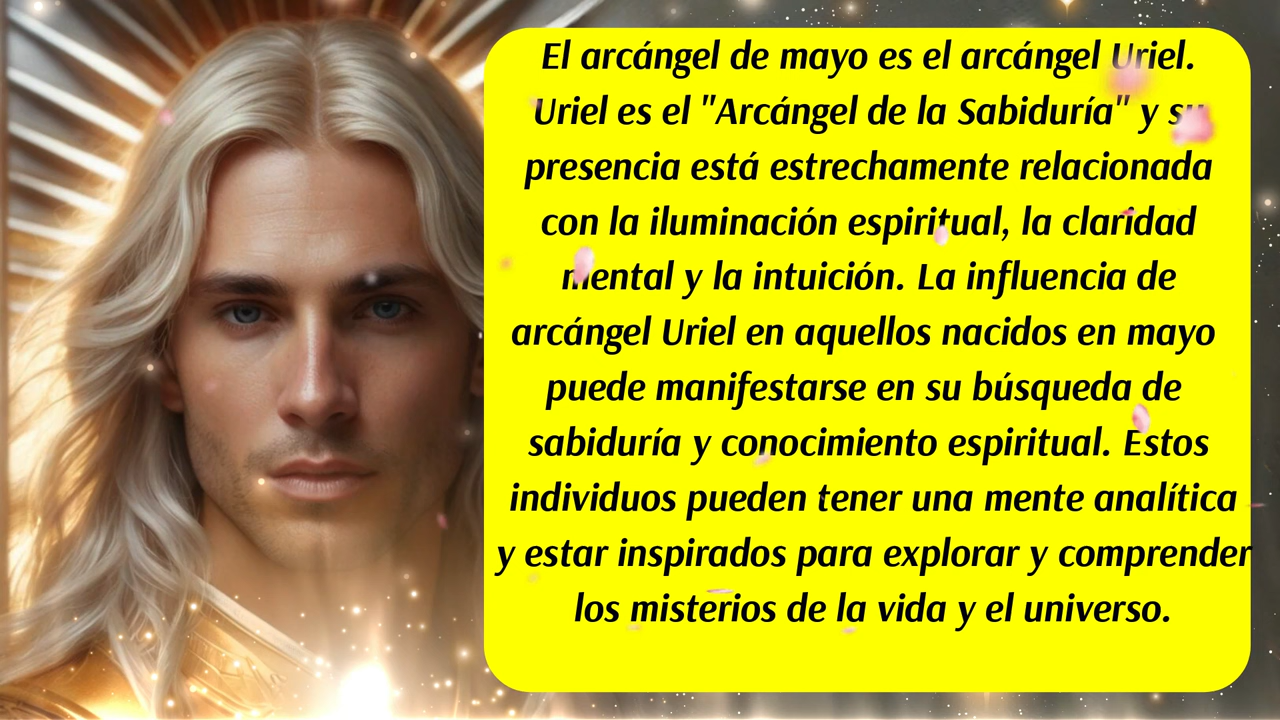 El arcángel de mayo es el arcángel Uriel.
Uriel es el "Arcángel de la Sabiduría" y su
presencia está estrechamente relacionada
con la iluminación espiritual, la claridad
mental y la intuición. La influencia de
arcángel Uriel en aquellos nacidos en mayo
puede manifestarse en su búsqueda de
sabiduría y conocimiento espiritual. Estos
individuos pueden tener una mente analítica
y estar inspirados para explorar y comprender
los misterios de la vida y el universo.